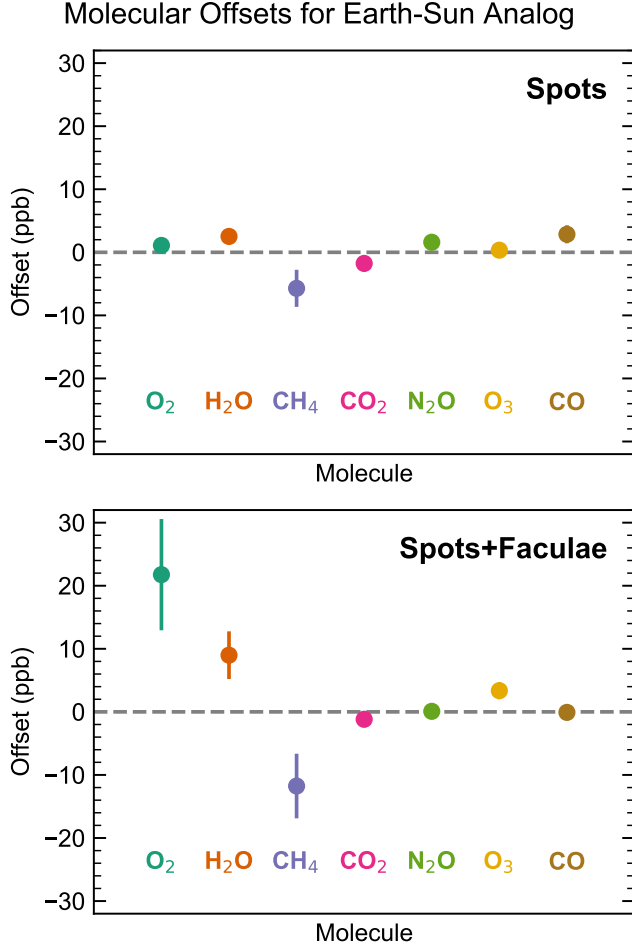 Molecular Offsets for Earth-Sun Analog
30
Spots
20
10
Offset (ppb)
0
−10
−20
O₂ H₂O CH₄ CO₂ N₂O O₃ CO
−30
Molecule
30
Spots+Faculae
20
10
Offset (ppb)
0
−10
−20
O₂ H₂O CH₄ CO₂ N₂O O₃ CO
−30
Molecule